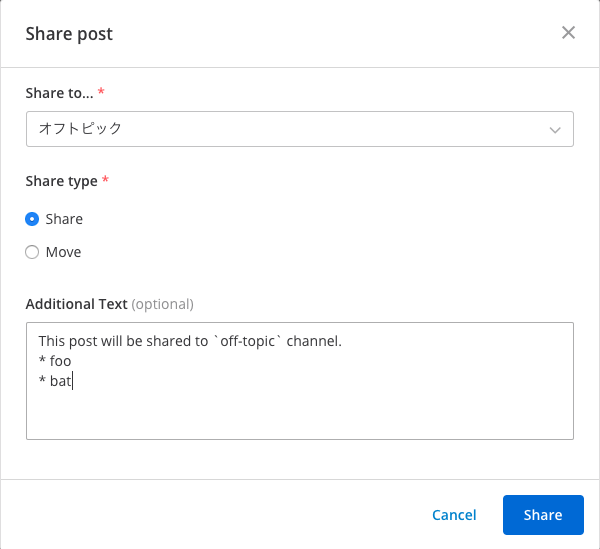 Share post
Share to... *
オフトピック
Share type *
Share
Move
Additional Text (optional)
This post will be shared to `off-topic` channel.
* foo
* bat
Cancel
Share